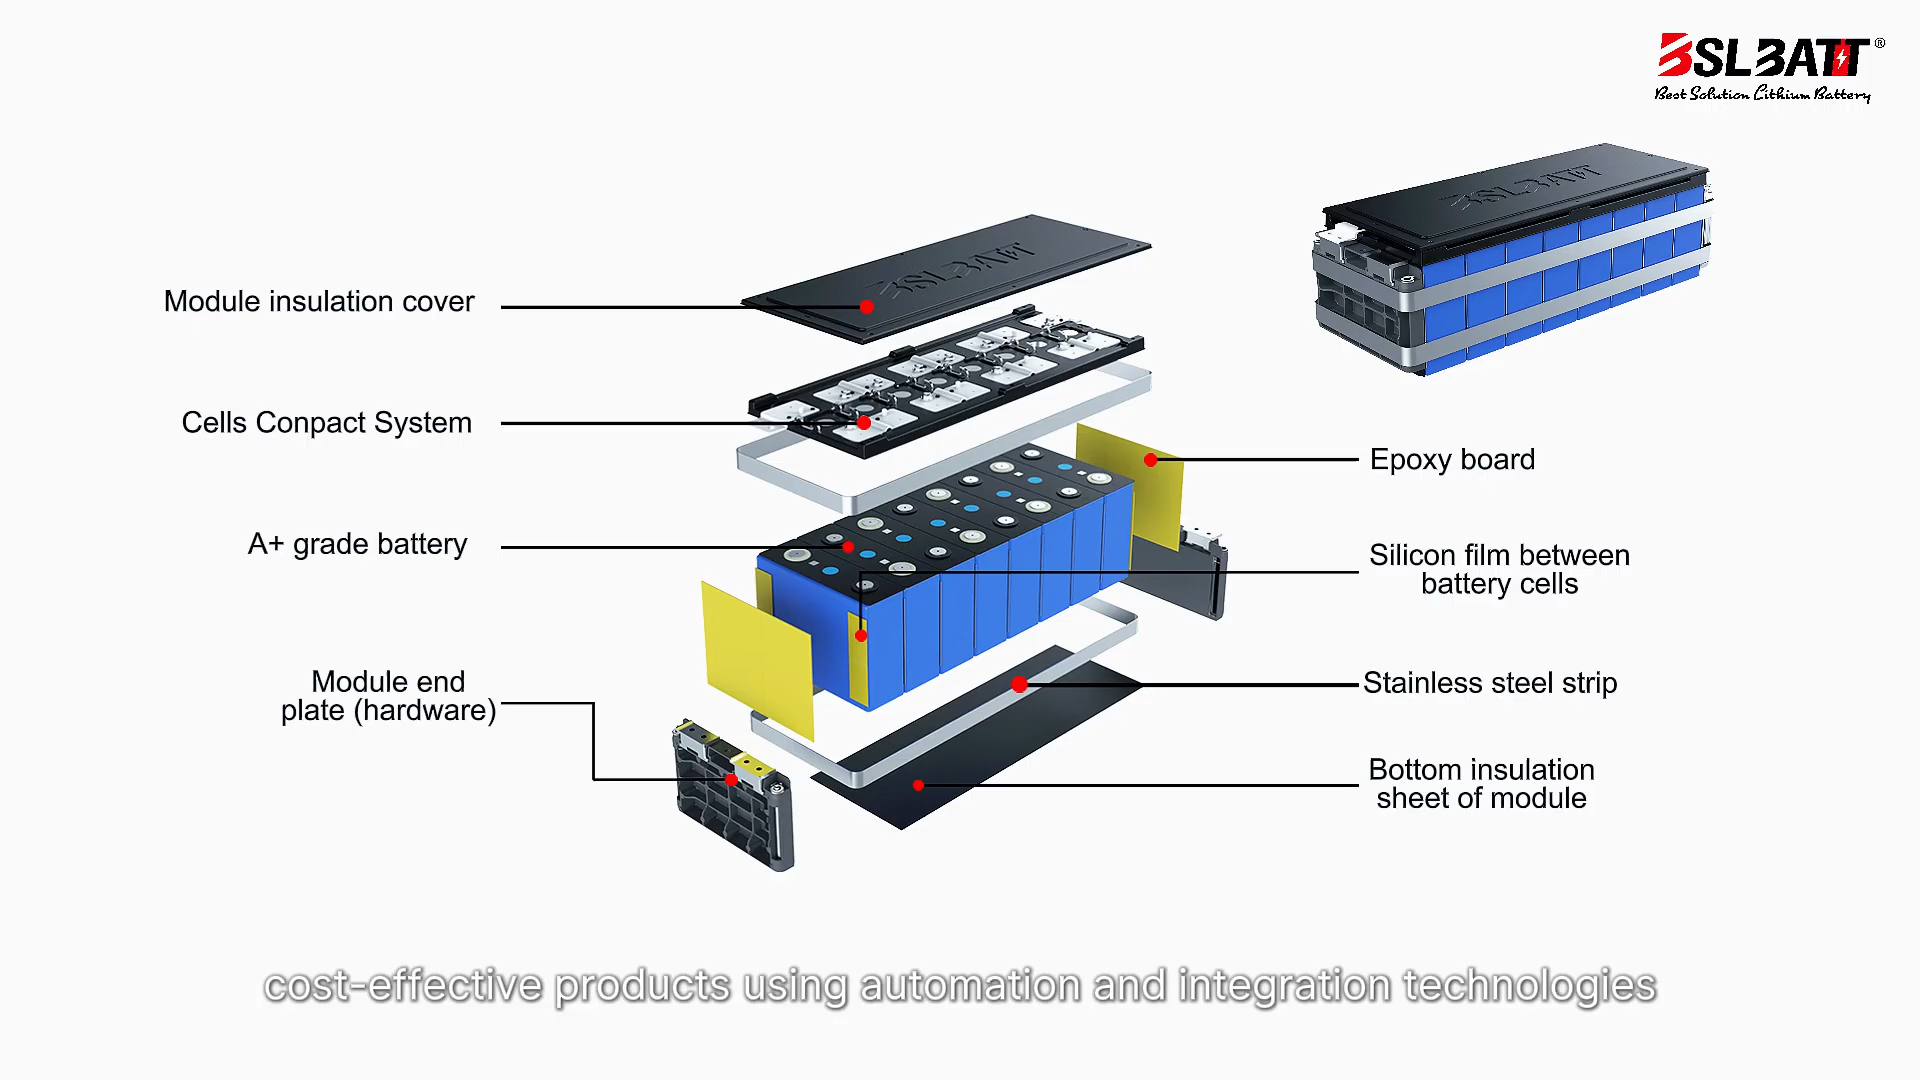 BSLBATT®
Best Solution Lithium Battery
BSLBATT
BSLBATT
Module insulation cover
Cells Conpact System
A+ grade battery
Module end
plate (hardware)
Epoxy board
Silicon film between
battery cells
Stainless steel strip
Bottom insulation
sheet of module
cost-effective products using automation and integration technologies